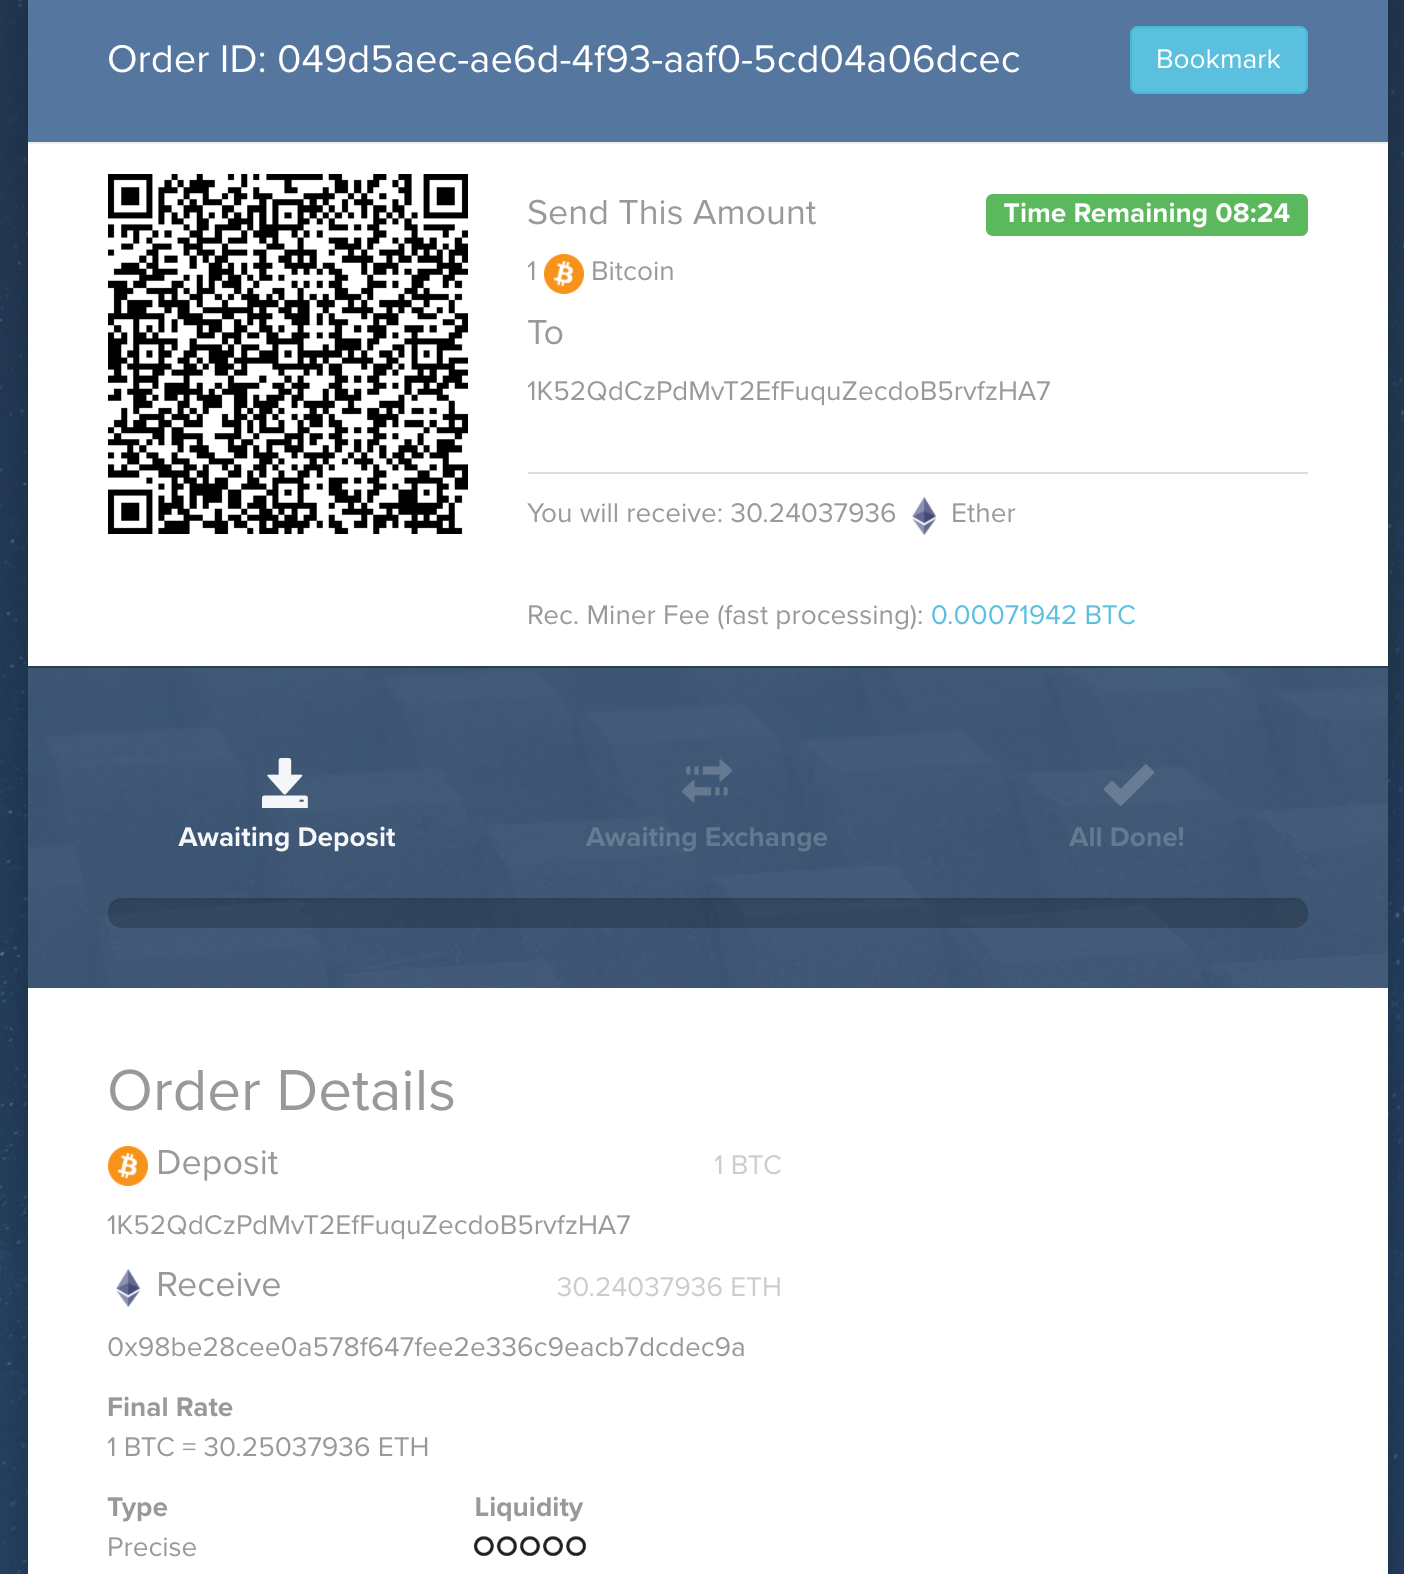 Order ID: 049d5aec-ae6d-4f93-aaf0-5cd04a06dcec
Bookmark
Send This Amount
Time Remaining 08:24
1 Bitcoin
To
1K52QdCzPdMvT2EfFuquZecdoB5rvfzHA7
You will receive: 30.24037936 Ether
Rec. Miner Fee (fast processing): 0.00071942 BTC
Awaiting Deposit
Awaiting Exchange
All Done!
Order Details
Deposit
1 BTC
1K52QdCzPdMvT2EfFuquZecdoB5rvfzHA7
Receive
30.24037936 ETH
0x98be28cee0a578f647fee2e336c9eacb7dcdec9a
Final Rate
1 BTC = 30.25037936 ETH
Type
Liquidity
Precise